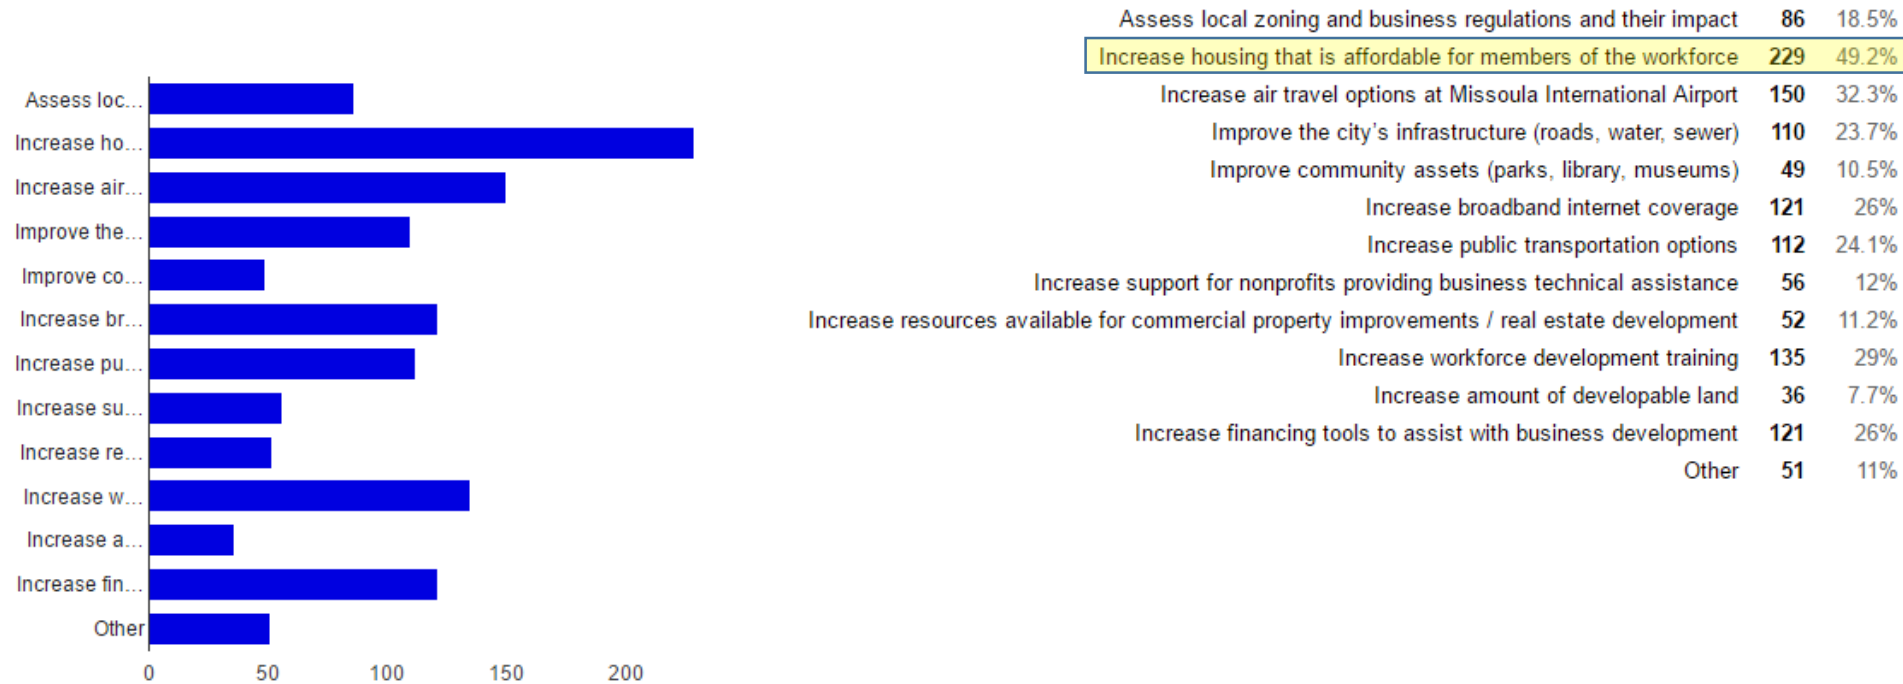 Assess loc...
Increase ho...
Increase air...
Improve the...
Improve co...
Increase br...
Increase pu...
Increase su...
Increase re...
Increase w...
Increase a...
Increase fin...
Other
0 50 100 150 200
Assess local zoning and business regulations and their impact 86 18.5%
Increase housing that is affordable for members of the workforce 229 49.2%
Increase air travel options at Missoula International Airport 150 32.3%
Improve the city's infrastructure (roads, water, sewer) 110 23.7%
Improve community assets (parks, library, museums) 49 10.5%
Increase broadband internet coverage 121 26%
Increase public transportation options 112 24.1%
Increase support for nonprofits providing business technical assistance 56 12%
Increase resources available for commercial property improvements / real estate development 52 11.2%
Increase workforce development training 135 29%
Increase amount of developable land 36 7.7%
Increase financing tools to assist with business development 121 26%
Other 51 11%